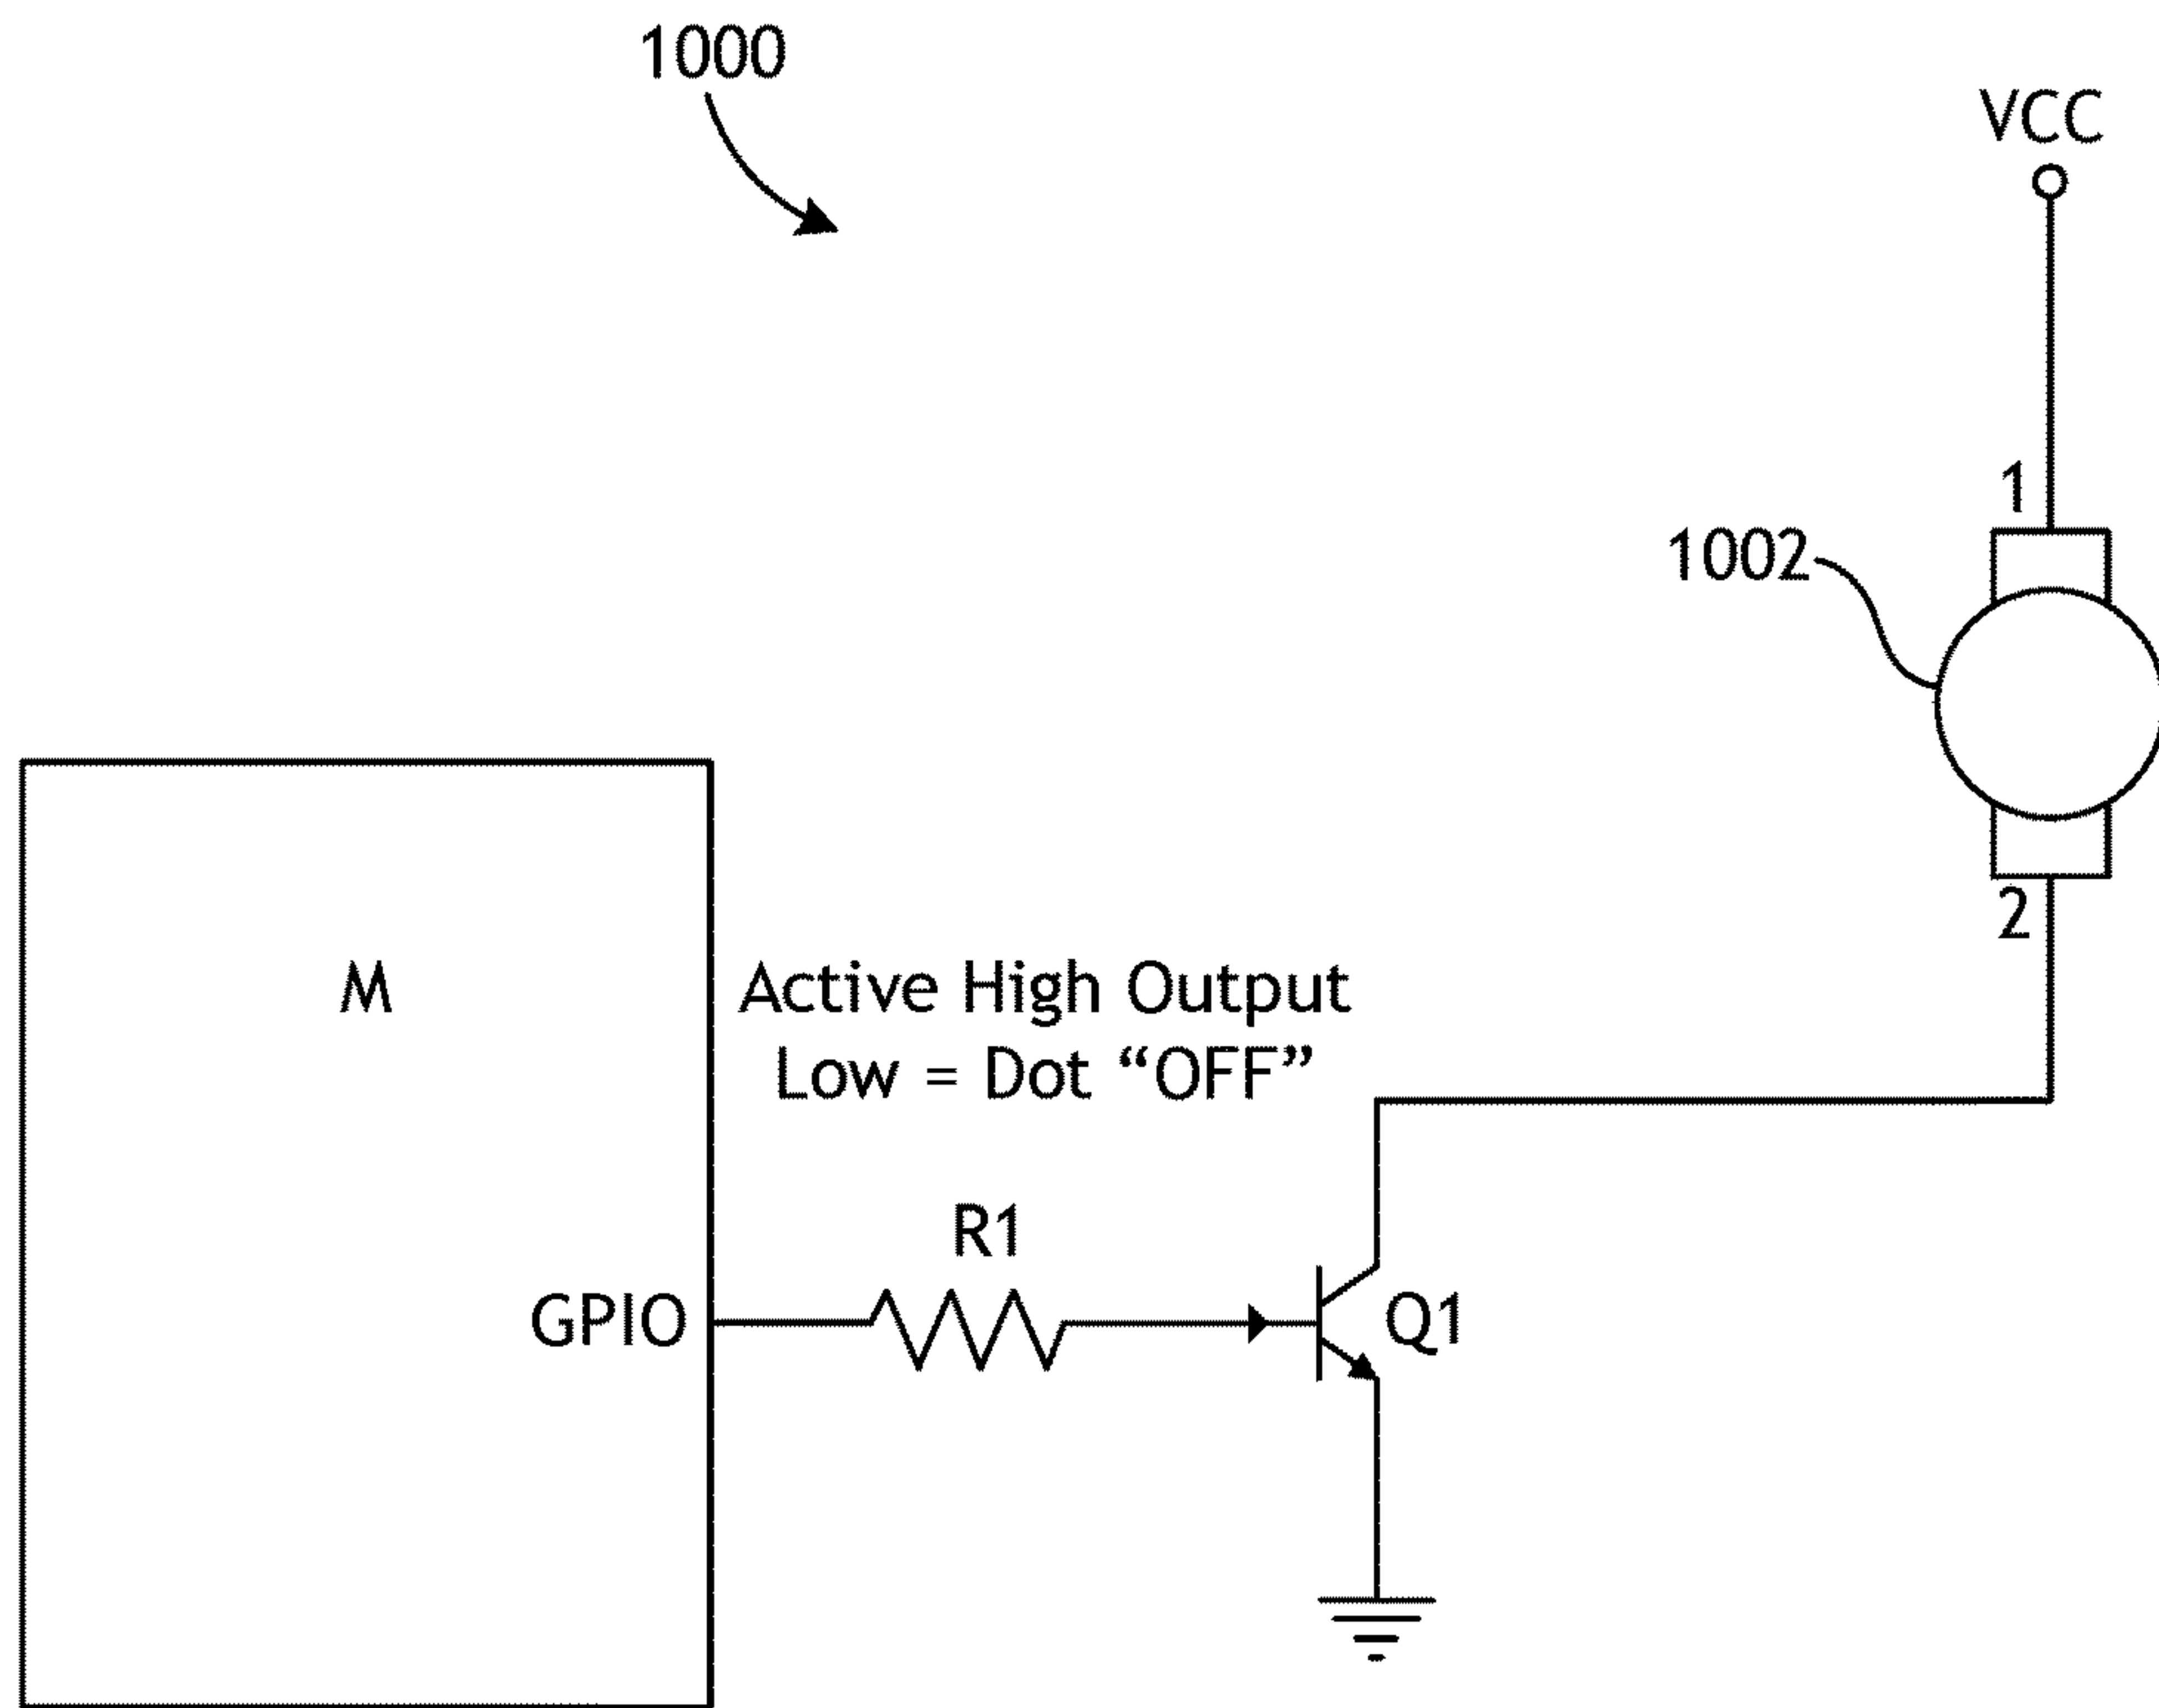 1000
VCC
1
1002
2
M
Active High Output
Low = Dot “OFF”
R1
GPIO
Q1